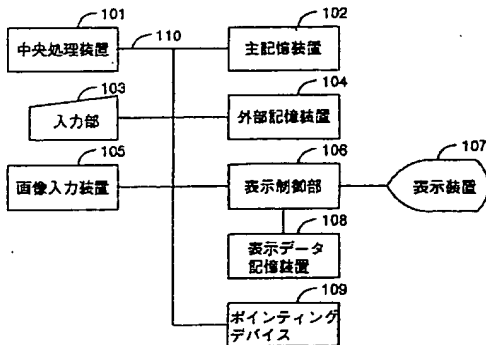 101
中央処理装置
110
102
主記憶装置
103
入力部
104
外部記憶装置
105
画像入力装置
106
表示制御部
107
表示装置
108
表示データ
記憶装置
109
ポインティング
デバイス